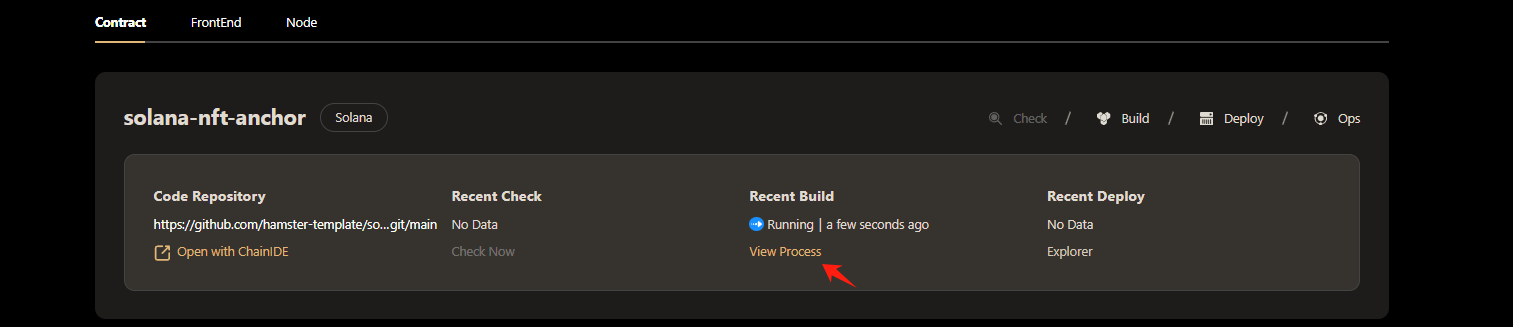 Contract FrontEnd Node
solana-nft-anchor Solana Check / Build / Deploy / Ops
Code Repository Recent Check Recent Build Recent Deploy
https://github.com/hamster-template/so...git/main No Data Running | a few seconds ago No Data
Open with ChainIDE Check Now View Process Explorer